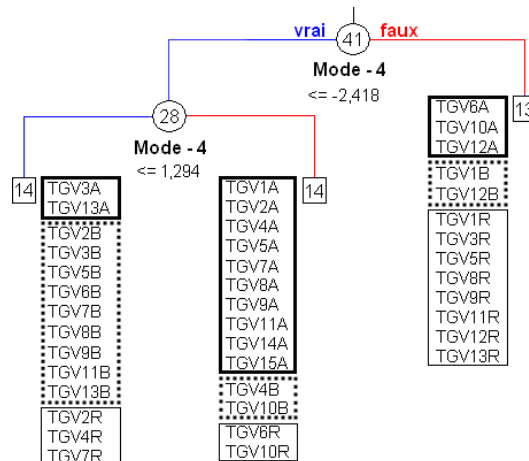 vrai
41
faux
Mode - 4
<= -2,418
28
Mode - 4
<= 1,294
14
TGV3A
TGV13A
TGV2B
TGV3B
TGV5B
TGV6B
TGV7B
TGV8B
TGV9B
TGV11B
TGV13B
TGV2R
TGV4R
TGV7R
TGV1A
TGV2A
TGV4A
TGV5A
TGV7A
TGV8A
TGV9A
TGV11A
TGV14A
TGV15A
TGV4B
TGV10B
TGV6R
TGV10R
14
TGV6A
TGV10A
TGV12A
TGV1B
TGV12B
TGV1R
TGV3R
TGV5R
TGV8R
TGV9R
TGV11R
TGV12R
TGV13R
13